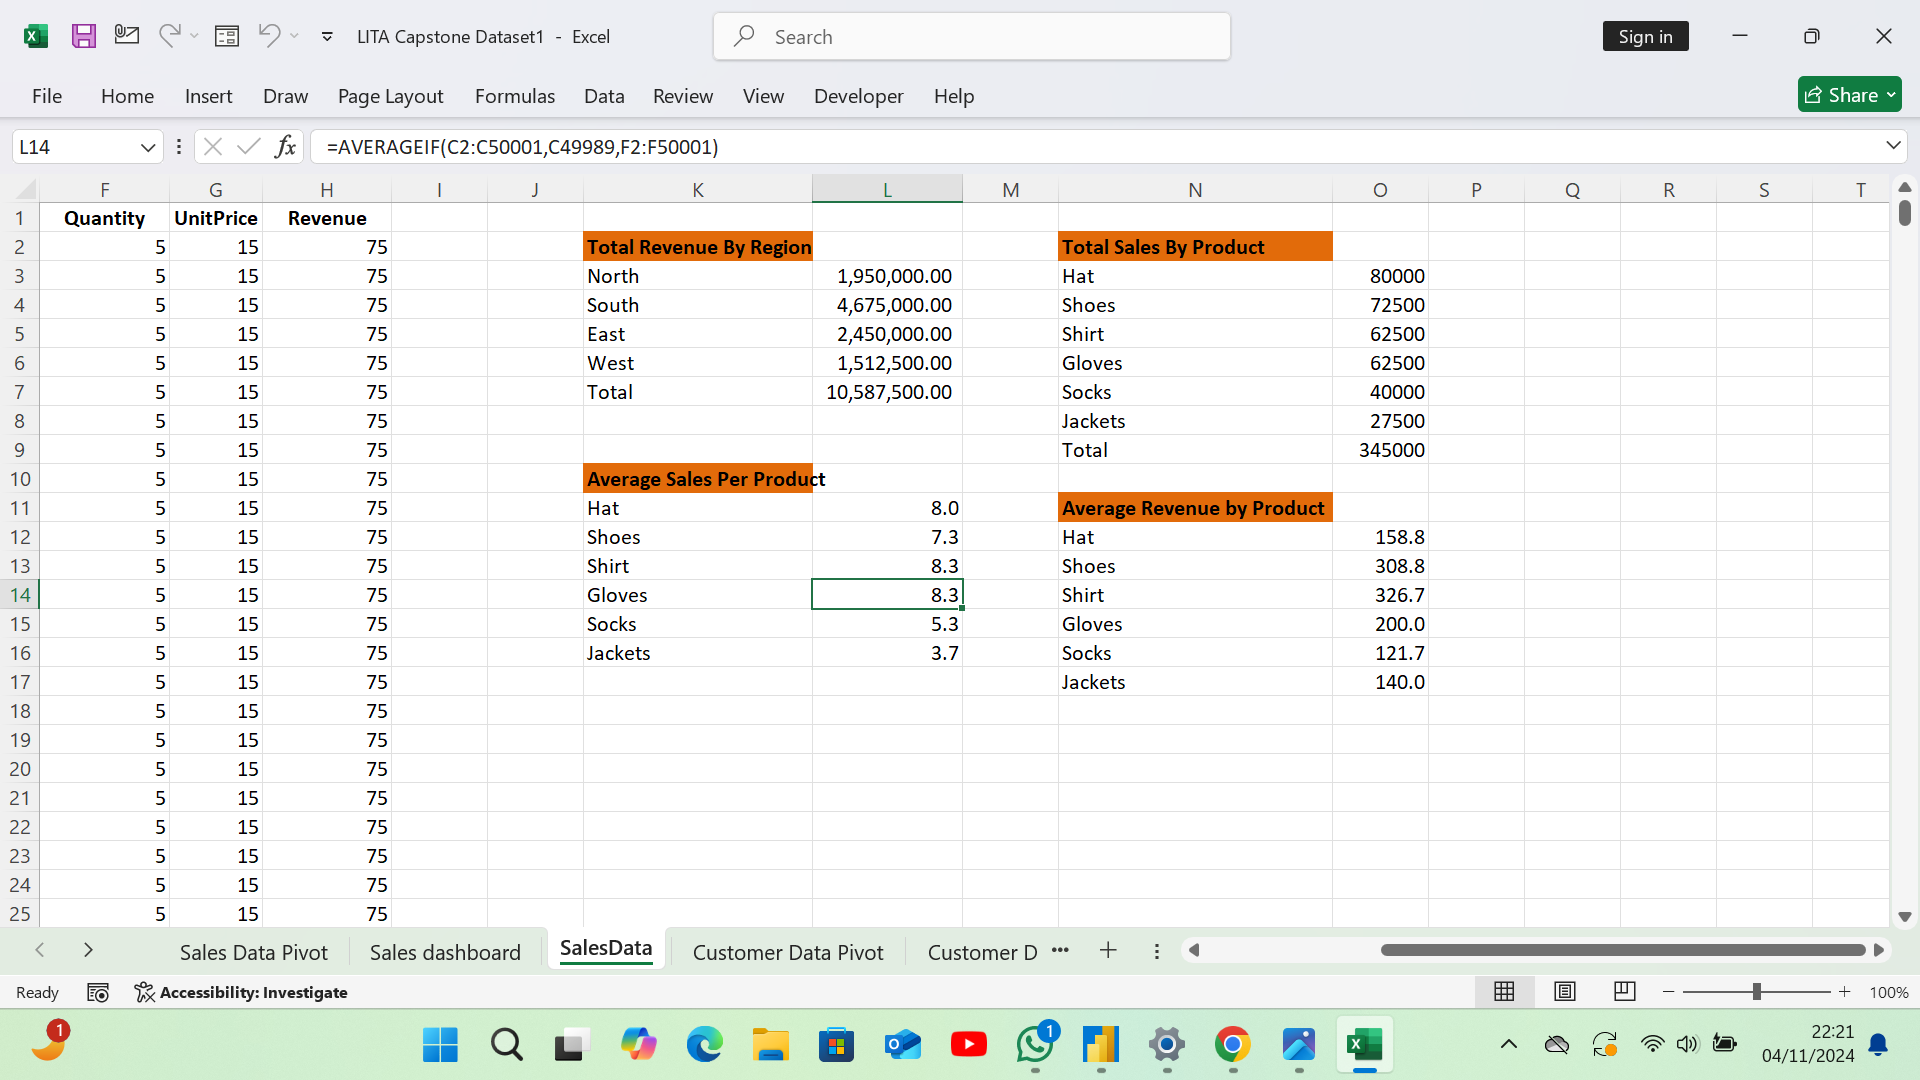 LITA Capstone Dataset1 - Excel
Search
Sign in
File Home Insert Draw Page Layout Formulas Data Review View Developer Help
Share
L14
fx
=AVERAGEIF(C2:C50001,C49989,F2:F50001)
F G H I J K L M N O P Q R S T
1 Quantity UnitPrice Revenue
2 5 15 75 Total Revenue By Region Total Sales By Product
3 5 15 75 North 1,950,000.00 Hat 80000
4 5 15 75 South 4,675,000.00 Shoes 72500
5 5 15 75 East 2,450,000.00 Shirt 62500
6 5 15 75 West 1,512,500.00 Gloves 62500
7 5 15 75 Total 10,587,500.00 Socks 40000
8 5 15 75 Jackets 27500
9 5 15 75 Total 345000
10 5 15 75 Average Sales Per Product
11 5 15 75 Hat 8.0 Average Revenue by Product
12 5 15 75 Shoes 7.3 Hat 158.8
13 5 15 75 Shirt 8.3 Shoes 308.8
14 5 15 75 Gloves 8.3 Shirt 326.7
15 5 15 75 Socks 5.3 Gloves 200.0
16 5 15 75 Jackets 3.7 Socks 121.7
17 5 15 75 Jackets 140.0
18 5 15 75
19 5 15 75
20 5 15 75
21 5 15 75
22 5 15 75
23 5 15 75
24 5 15 75
25 5 15 75
Sales Data Pivot Sales dashboard SalesData Customer Data Pivot Customer D ···
Ready Accessibility: Investigate 100%
1
1
22:21
04/11/2024